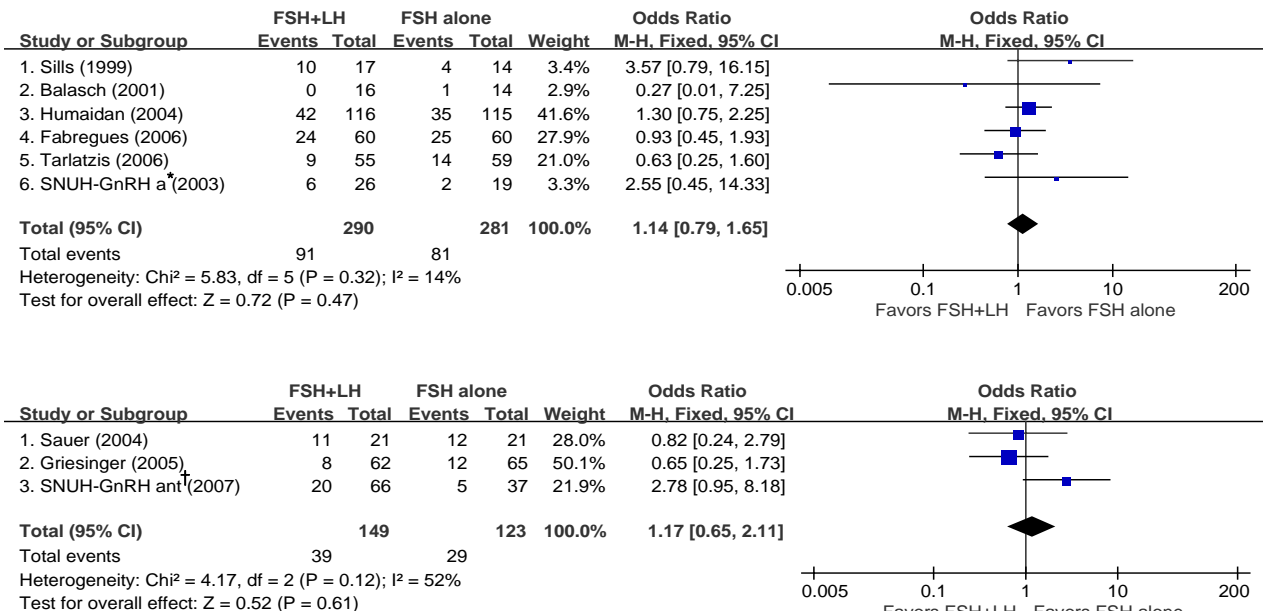 FSH+LH FSH alone Odds Ratio Odds Ratio
Study or Subgroup Events Total Events Total Weight M-H, Fixed, 95% CI M-H, Fixed, 95% CI
1. Sills (1999) 10 17 4 14 3.4% 3.57 [0.79, 16.15]
2. Balasch (2001) 0 16 1 14 2.9% 0.27 [0.01, 7.25]
3. Humaidan (2004) 42 116 35 115 41.6% 1.30 [0.75, 2.25]
4. Fabregues (2006) 24 60 25 60 27.9% 0.93 [0.45, 1.93]
5. Tarlatzis (2006) 9 55 14 59 21.0% 0.63 [0.25, 1.60]
6. SNUH-GnRH a*(2003) 6 26 2 19 3.3% 2.55 [0.45, 14.33]
Total (95% CI) 290 281 100.0% 1.14 [0.79, 1.65]
Total events 91 81
Heterogeneity: Chi² = 5.83, df = 5 (P = 0.32); I² = 14%
Test for overall effect: Z = 0.72 (P = 0.47)
0.005 0.1 1 10 200
Favors FSH+LH Favors FSH alone
FSH+LH FSH alone Odds Ratio Odds Ratio
Study or Subgroup Events Total Events Total Weight M-H, Fixed, 95% CI M-H, Fixed, 95% CI
1. Sauer (2004) 11 21 12 21 28.0% 0.82 [0.24, 2.79]
2. Griesinger (2005) 8 62 12 65 50.1% 0.65 [0.25, 1.73]
3. SNUH-GnRH ant†(2007) 20 66 5 37 21.9% 2.78 [0.95, 8.18]
Total (95% CI) 149 123 100.0% 1.17 [0.65, 2.11]
Total events 39 29
Heterogeneity: Chi² = 4.17, df = 2 (P = 0.12); I² = 52%
Test for overall effect: Z = 0.52 (P = 0.61)
0.005 0.1 1 10 200
Favors FSH+LH Favors FSH alone